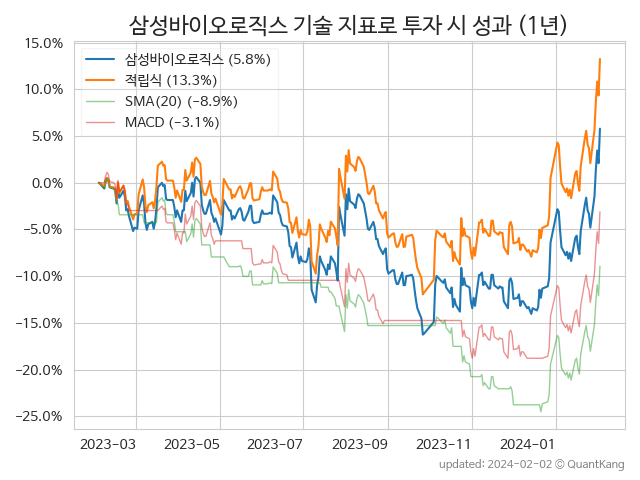 삼성바이오로직스 기술 지표로 투자 시 성과 (1년)
15.0%
10.0%
5.0%
0.0%
−5.0%
−10.0%
−15.0%
−20.0%
−25.0%
삼성바이오로직스 (5.8%)
적립식 (13.3%)
SMA(20) (−8.9%)
MACD (−3.1%)
2023-03
2023-05
2023-07
2023-09
2023-11
2024-01
updated: 2024-02-02 © QuantKang